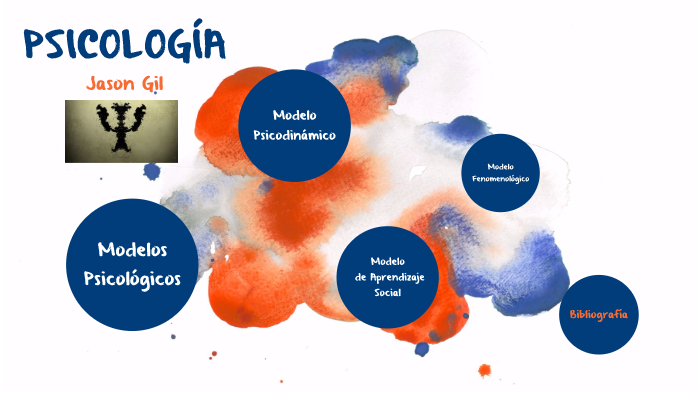 PSICOLOGÍA
Jason Gil
Modelo
Psicodinámico
Modelo
Fenomenológico
Modelos
Psicológicos
Modelo
de Aprendizaje
Social
Bibliografía